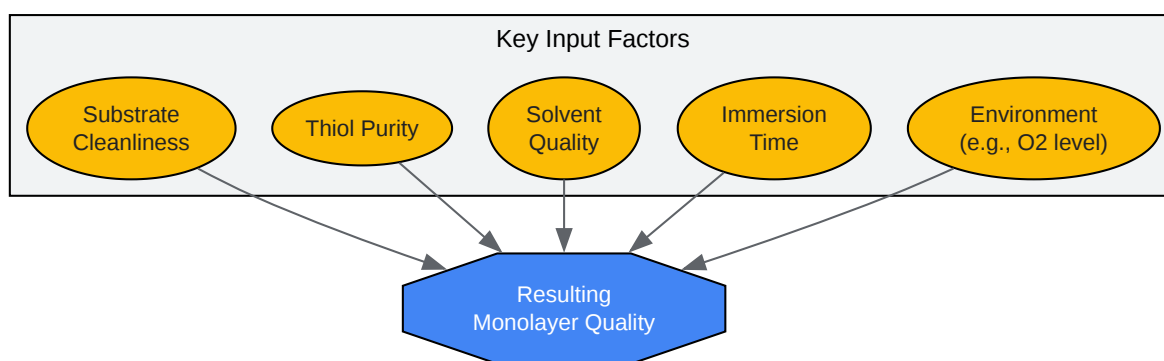 Key Input Factors
Substrate
Cleanliness
Thiol Purity
Solvent
Quality
Immersion
Time
Environment
(e.g., O2 level)
Resulting
Monolayer Quality